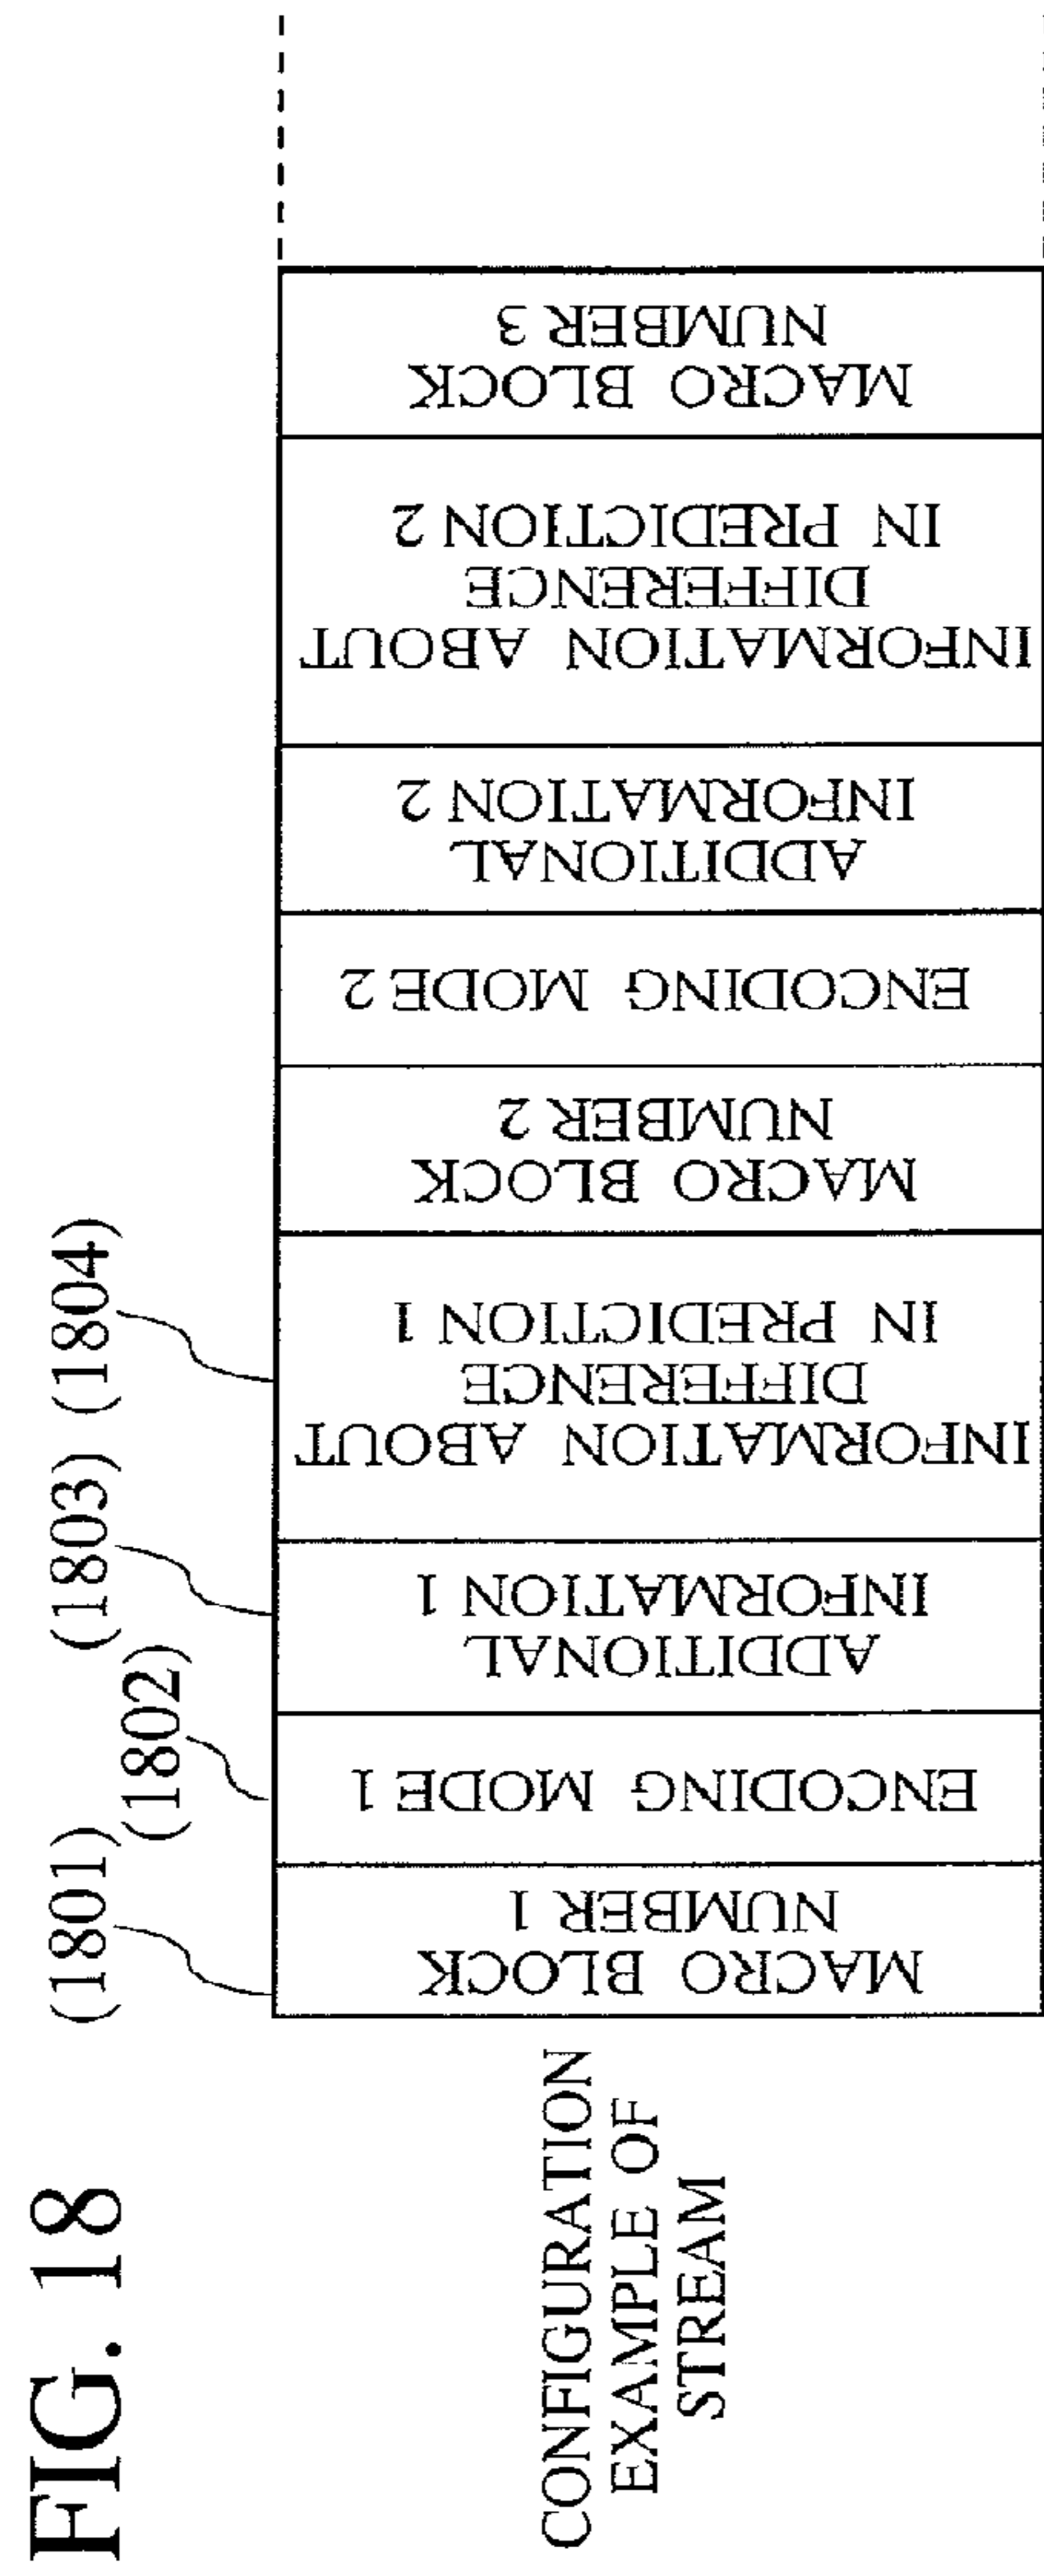 FIG. 18
(1801)
(1802)
(1803)
(1804)
CONFIGURATION
EXAMPLE OF
STREAM
MACRO BLOCK
NUMBER 1
ENCODING MODE 1
ADDITIONAL
INFORMATION 1
INFORMATION ABOUT
DIFFERENCE
IN PREDICTION 1
MACRO BLOCK
NUMBER 2
ENCODING MODE 2
ADDITIONAL
INFORMATION 2
INFORMATION ABOUT
DIFFERENCE
IN PREDICTION 2
MACRO BLOCK
NUMBER 3